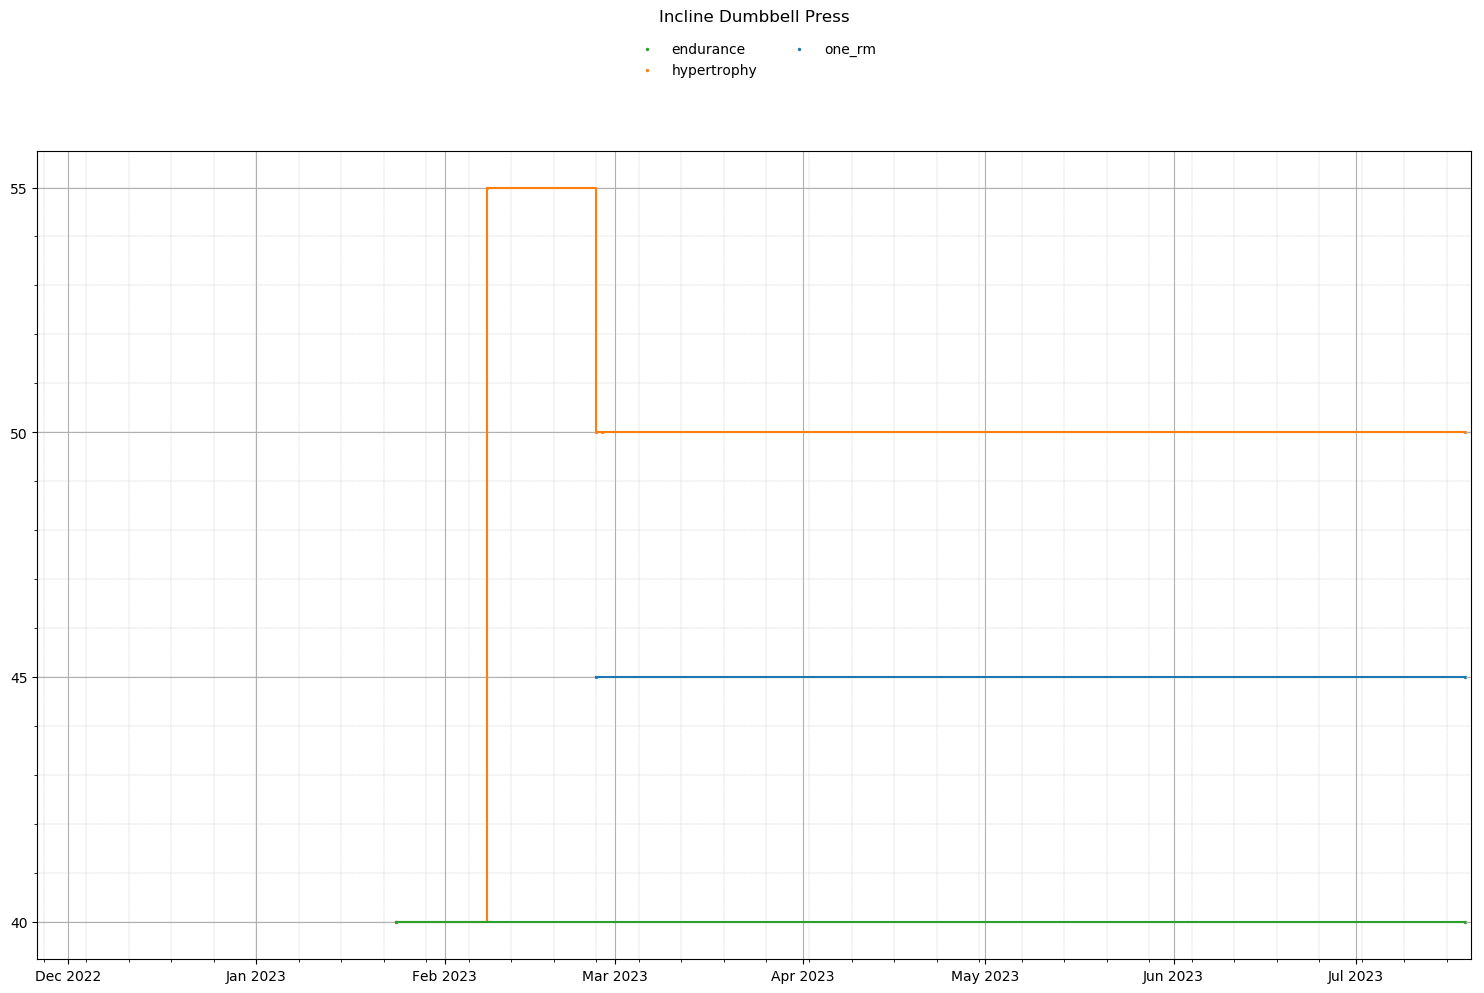 Incline Dumbbell Press
endurance one_rm
hypertrophy
55
50
45
40
Dec 2022 Jan 2023 Feb 2023 Mar 2023 Apr 2023 May 2023 Jun 2023 Jul 2023